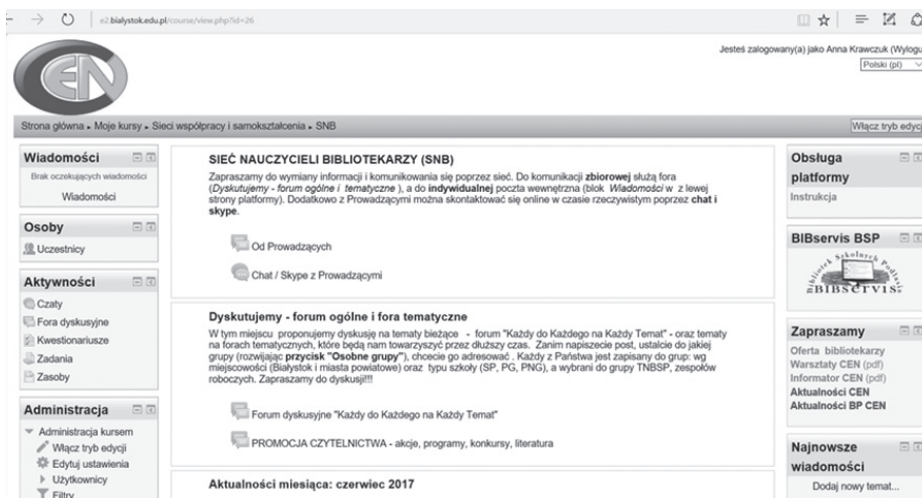 e2.bialystok.edu.pl/course/view.php?id=26
Jesteś zalogowany(a) jako Anna Krawczuk (Wylogu
Polski (pl)
CEN
Strona główna ▸ Moje kursy ▸ Sieci współpracy i samokształcenia ▸ SNB
Włącz tryb edycj
Wiadomości
Brak oczekujących wiadomości
Wiadomości
Osoby
Uczestnicy
Aktywności
Czaty
Fora dyskusyjne
Kwestionariusze
Zadania
Zasoby
Administracja
Administracja kursem
Włącz tryb edycji
Edytuj ustawienia
Użytkownicy
Filtry
SIEĆ NAUCZYCIELI BIBLIOTEKARZY (SNB)
Zapraszamy do wymiany informacji i komunikowania się poprzez sieć. Do komunikacji zbiorowej służą fora
(Dyskutujemy - forum ogólne i tematyczne ), a do indywidualnej poczta wewnętrzna (blok Wiadomości w z lewej
strony platformy). Dodatkowo z Prowadzącymi można skontaktować się online w czasie rzeczywistym poprzez chat i
skype.
Od Prowadzących
Chat / Skype z Prowadzącymi
Dyskutujemy - forum ogólne i fora tematyczne
W tym miejscu proponujemy dyskusję na tematy bieżące - forum "Każdy do Każdego na Każdy Temat" - oraz tematy
na forach tematycznych, które będą nam towarzyszyć przez dłuższy czas. Zanim napiszecie post, ustalcie do jakiej
grupy (rozwijając przycisk "Osobne grupy"), chcecie go adresować . Każdy z Państwa jest zapisany do grup: wg
miejscowości (Białystok i miasta powiatowe) oraz typu szkoły (SP, PG, PNG), a wybrani do grupy TNBSP, zespołów
roboczych. Zapraszamy do dyskusji!!!
Forum dyskusyjne "Każdy do Każdego na Każdy Temat"
PROMOCJA CZYTELNICTWA - akcje, programy, konkursy, literatura
Aktualności miesiąca: czerwiec 2017
Obsługa
platformy
Instrukcja
BIBservis BSP
Bibliotek Szkolnych Podlasia
BIBSERVIS
Zapraszamy
Oferta bibliotekarzy
Warsztaty CEN (pdf)
Informator CEN (pdf)
Aktualności CEN
Aktualności BP CEN
Najnowsze
wiadomości
Dodaj nowy temat...